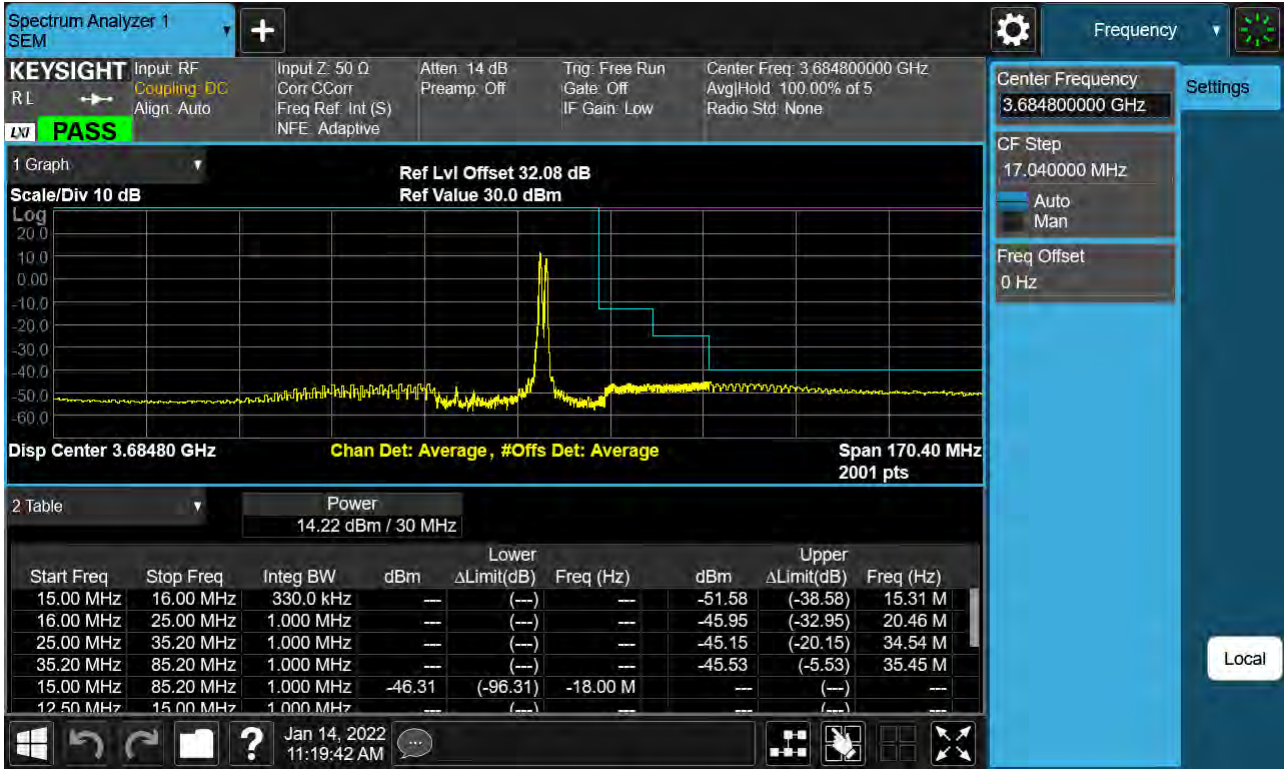 Spectrum Analyzer 1
SEM
Frequency
KEYSIGHT
Input: RF
Coupling: DC
Align: Auto
Input Z: 50 Ω
Corr CCorr
Freq Ref: Int (S)
NFE: Adaptive
Atten: 14 dB
Preamp: Off
Trig: Free Run
Gate: Off
IF Gain: Low
Center Freq: 3.684800000 GHz
Avg|Hold: 100.00% of 5
Radio Std: None
R L
LXI
PASS
Center Frequency
3.684800000 GHz
Settings
CF Step
17.040000 MHz
Auto
Man
Freq Offset
0 Hz
Local
1 Graph
Ref Lvl Offset 32.08 dB
Scale/Div 10 dB
Ref Value 30.0 dBm
Log
20.0
10.0
0.00
-10.0
-20.0
-30.0
-40.0
-50.0
-60.0
Disp Center 3.68480 GHz
Chan Det: Average, #Offs Det: Average
Span 170.40 MHz
2001 pts
2 Table
Power
14.22 dBm / 30 MHz
Lower Upper
Start Freq Stop Freq Integ BW dBm ΔLimit(dB) Freq (Hz) dBm ΔLimit(dB) Freq (Hz)
15.00 MHz 16.00 MHz 330.0 kHz --- (---) --- -51.58 (-38.58) 15.31 M
16.00 MHz 25.00 MHz 1.000 MHz --- (---) --- -45.95 (-32.95) 20.46 M
25.00 MHz 35.20 MHz 1.000 MHz --- (---) --- -45.15 (-20.15) 34.54 M
35.20 MHz 85.20 MHz 1.000 MHz --- (---) --- -45.53 (-5.53) 35.45 M
15.00 MHz 85.20 MHz 1.000 MHz -46.31 (-96.31) -18.00 M --- (---) ---
12.50 MHz 15.00 MHz 1.000 MHz --- (---) --- --- (---) ---
?
Jan 14, 2022
11:19:42 AM